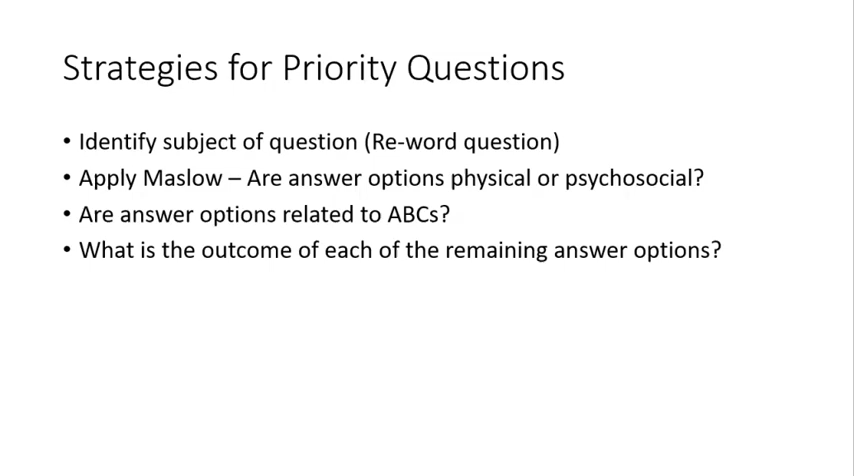 Strategies for Priority Questions
• Identify subject of question (Re-word question)
• Apply Maslow – Are answer options physical or psychosocial?
• Are answer options related to ABCs?
• What is the outcome of each of the remaining answer options?